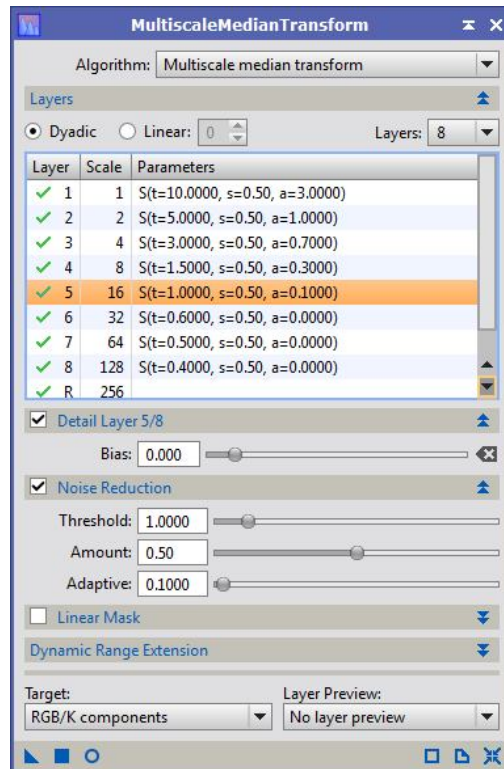 MultiscaleMedianTransform
Algorithm: Multiscale median transform
Layers
Dyadic Linear: 0 Layers: 8
Layer Scale Parameters
1 1 S(t=10.0000, s=0.50, a=3.0000)
2 2 S(t=5.0000, s=0.50, a=1.0000)
3 4 S(t=3.0000, s=0.50, a=0.7000)
4 8 S(t=1.5000, s=0.50, a=0.3000)
5 16 S(t=1.0000, s=0.50, a=0.1000)
6 32 S(t=0.6000, s=0.50, a=0.0000)
7 64 S(t=0.5000, s=0.50, a=0.0000)
8 128 S(t=0.4000, s=0.50, a=0.0000)
R 256
Detail Layer 5/8
Bias: 0.000
Noise Reduction
Threshold: 1.0000
Amount: 0.50
Adaptive: 0.1000
Linear Mask
Dynamic Range Extension
Target: Layer Preview:
RGB/K components No layer preview